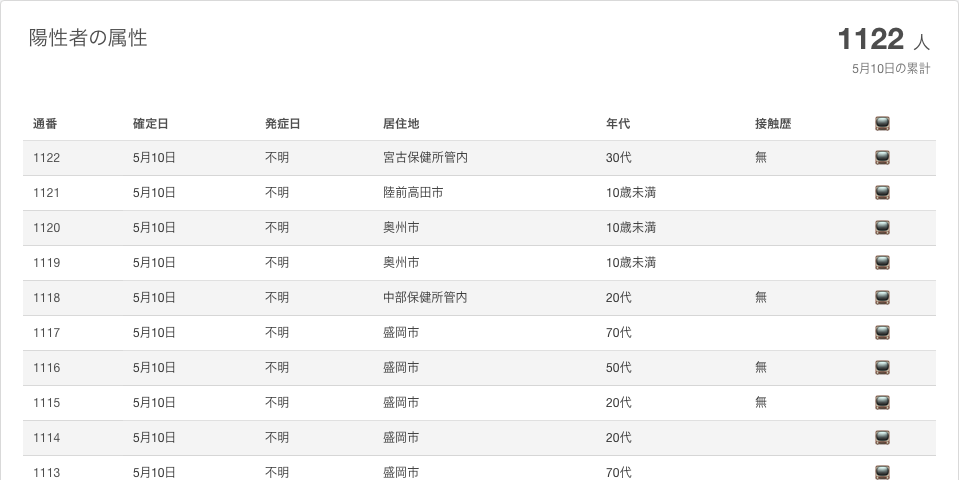 陽性者の属性
1122 人
5月10日の累計
通番 確定日 発症日 居住地 年代 接触歴
1122 5月10日 不明 宮古保健所管内 30代 無
1121 5月10日 不明 陸前高田市 10歳未満
1120 5月10日 不明 奥州市 10歳未満
1119 5月10日 不明 奥州市 10歳未満
1118 5月10日 不明 中部保健所管内 20代 無
1117 5月10日 不明 盛岡市 70代
1116 5月10日 不明 盛岡市 50代 無
1115 5月10日 不明 盛岡市 20代 無
1114 5月10日 不明 盛岡市 20代
1113 5月10日 不明 盛岡市 70代